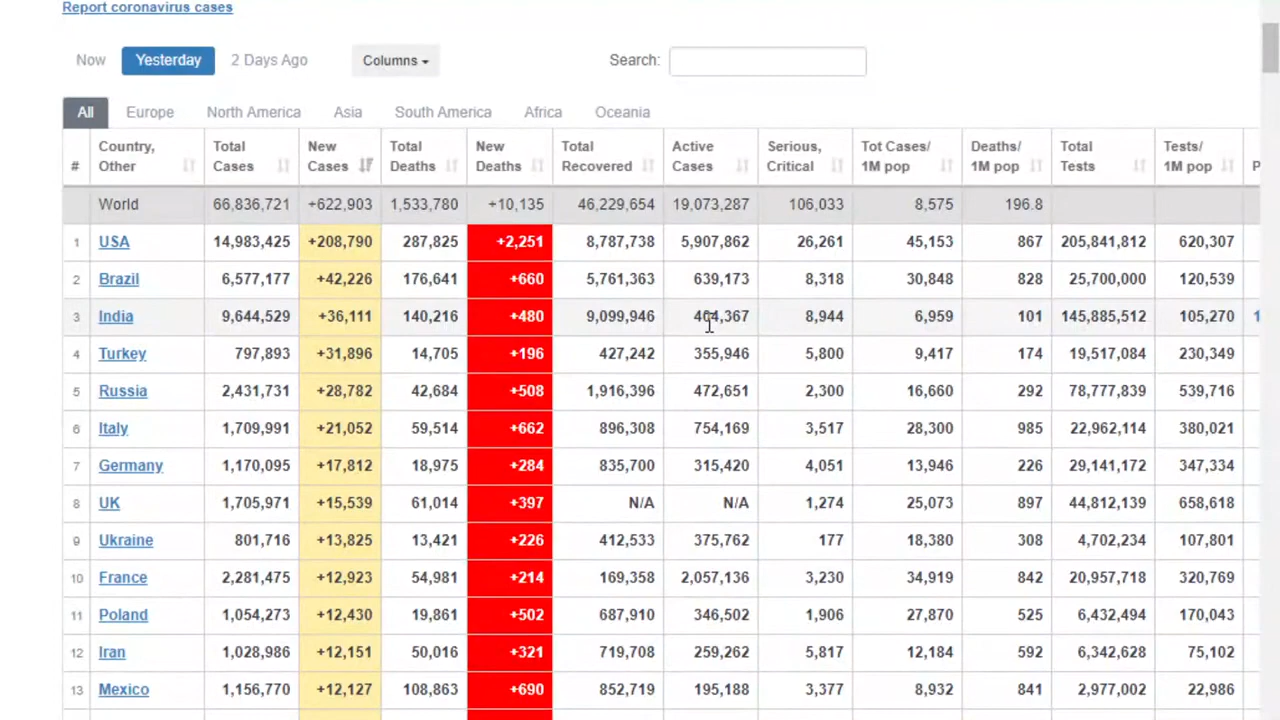 Report coronavirus cases
Now Yesterday 2 Days Ago Columns Search:
All Europe North America Asia South America Africa Oceania
# Country, Other Total Cases New Cases Total Deaths New Deaths Total Recovered Active Cases Serious, Critical Tot Cases/ 1M pop Deaths/ 1M pop Total Tests Tests/ 1M pop P
World 66,836,721 +622,903 1,533,780 +10,135 46,229,654 19,073,287 106,033 8,575 196.8
1 USA 14,983,425 +208,790 287,825 +2,251 8,787,738 5,907,862 26,261 45,153 867 205,841,812 620,307
2 Brazil 6,577,177 +42,226 176,641 +660 5,761,363 639,173 8,318 30,848 828 25,700,000 120,539
3 India 9,644,529 +36,111 140,216 +480 9,099,946 8,944 6,959 101 145,885,512 105,270 1
4 Turkey 797,893 +31,896 14,705 +196 427,242 355,946 5,800 9,417 174 19,517,084 230,349
5 Russia 2,431,731 +28,782 42,684 +508 1,916,396 472,651 2,300 16,660 292 78,777,839 539,716
6 Italy 1,709,991 +21,052 59,514 +662 896,308 754,169 3,517 28,300 985 22,962,114 380,021
7 Germany 1,170,095 +17,812 18,975 +284 835,700 315,420 4,051 13,946 226 29,141,172 347,334
8 UK 1,705,971 +15,539 61,014 +397 N/A N/A 1,274 25,073 897 44,812,139 658,618
9 Ukraine 801,716 +13,825 13,421 +226 412,533 375,762 177 18,380 308 4,702,234 107,801
10 France 2,281,475 +12,923 54,981 +214 169,358 2,057,136 3,230 34,919 842 20,957,718 320,769
11 Poland 1,054,273 +12,430 19,861 +502 687,910 346,502 1,906 27,870 525 6,432,494 170,043
12 Iran 1,028,986 +12,151 50,016 +321 719,708 259,262 5,817 12,184 592 6,342,628 75,102
13 Mexico 1,156,770 +12,127 108,863 +690 852,719 195,188 3,377 8,932 841 2,977,002 22,986